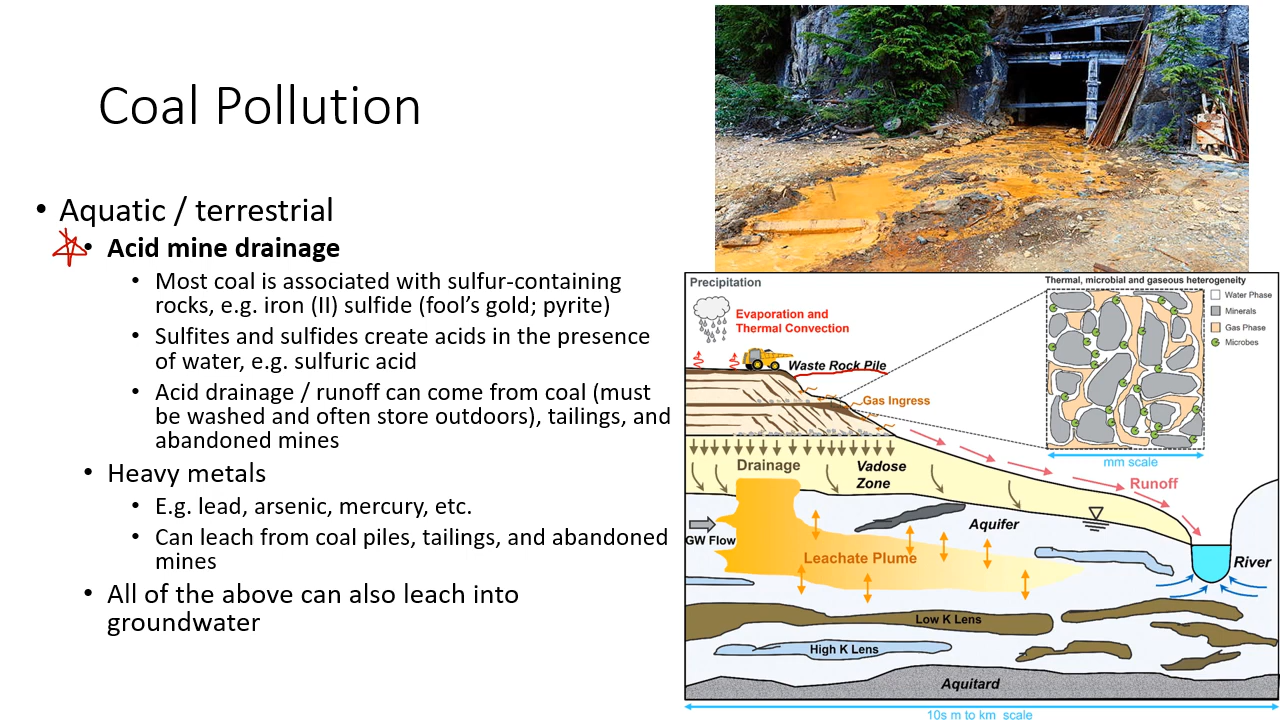 Coal Pollution
• Aquatic / terrestrial
• Acid mine drainage
• Most coal is associated with sulfur-containing
rocks, e.g. iron (II) sulfide (fool’s gold; pyrite)
• Sulfites and sulfides create acids in the presence
of water, e.g. sulfuric acid
• Acid drainage / runoff can come from coal (must
be washed and often store outdoors), tailings, and
abandoned mines
• Heavy metals
• E.g. lead, arsenic, mercury, etc.
• Can leach from coal piles, tailings, and abandoned
mines
• All of the above can also leach into
groundwater
Precipitation
Evaporation and
Thermal Convection
Waste Rock Pile
Gas Ingress
Thermal, microbial and gaseous heterogeneity
Water Phase
Minerals
Gas Phase
Microbes
mm scale
Drainage
Vadose
Zone
Runoff
GW Flow
Aquifer
Leachate Plume
River
Low K Lens
High K Lens
Aquitard
10s m to km scale